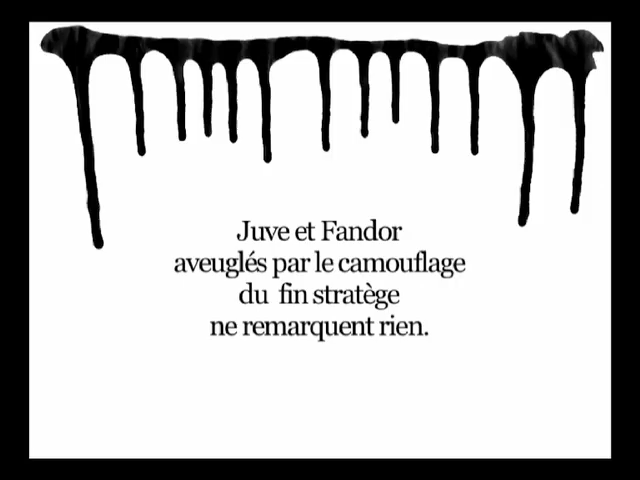 Juve et Fandor
aveuglés par le camouflage
du fin stratège
ne remarquent rien.